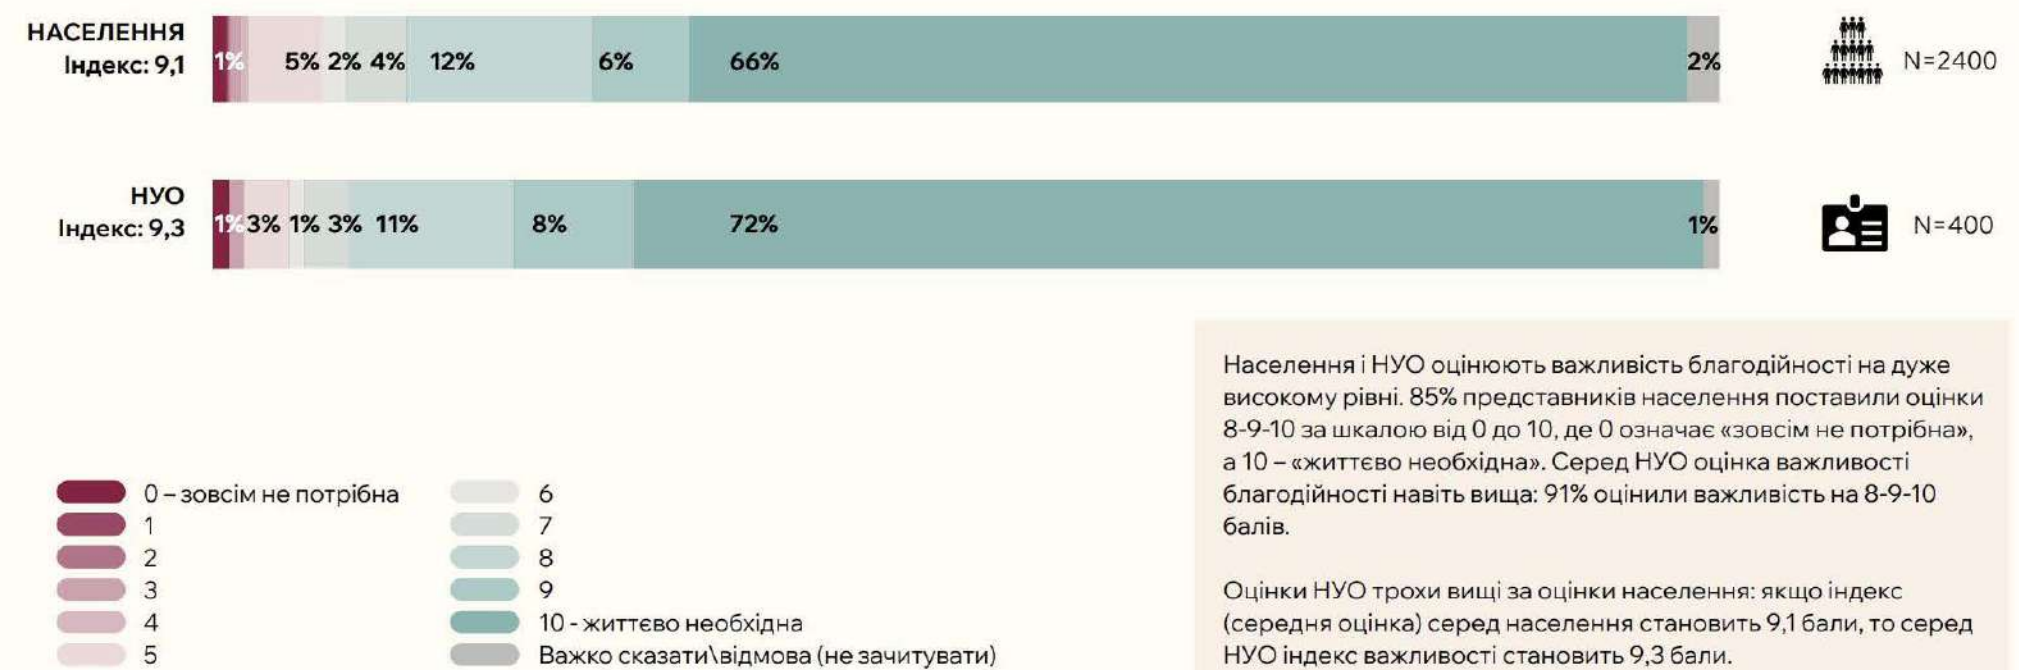 НАСЕЛЕННЯ
Індекс: 9,1
1% 5% 2% 4% 12% 6% 66% 2%
N=2400
НУО
Індекс: 9,3
1% 3% 1% 3% 11% 8% 72% 1%
N=400
0 – зовсім не потрібна
1
2
3
4
5
6
7
8
9
10 - життєво необхідна
Важко сказати\відмова (не зачитувати)
Населення і НУО оцінюють важливість благодійності на дуже
високому рівні. 85% представників населення поставили оцінки
8-9-10 за шкалою від 0 до 10, де 0 означає «зовсім не потрібна»,
а 10 – «життєво необхідна». Серед НУО оцінка важливості
благодійності навіть вища: 91% оцінили важливість на 8-9-10
балів.
Оцінки НУО трохи вищі за оцінки населення: якщо індекс
(середня оцінка) серед населення становить 9,1 бали, то серед
НУО індекс важливості становить 9,3 бали.